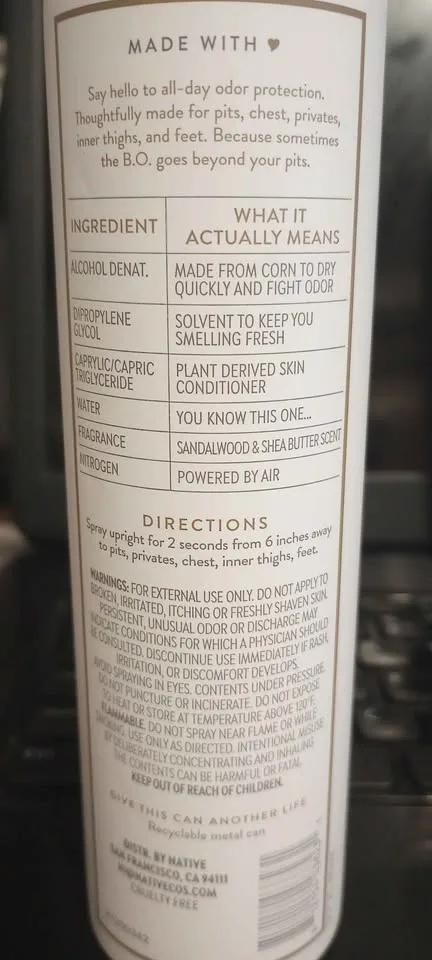 MADE WITH ♥
Say hello to all-day odor protection.
Thoughtfully made for pits, chest, privates,
inner thighs, and feet. Because sometimes
the B.O. goes beyond your pits.
INGREDIENT
WHAT IT
ACTUALLY MEANS
ALCOHOL DENAT.
MADE FROM CORN TO DRY
QUICKLY AND FIGHT ODOR
DIPROPYLENE
GLYCOL
SOLVENT TO KEEP YOU
SMELLING FRESH
CAPRYLIC/CAPRIC
TRIGLYCERIDE
PLANT DERIVED SKIN
CONDITIONER
WATER
YOU KNOW THIS ONE...
FRAGRANCE
SANDALWOOD & SHEA BUTTER SCENT
NITROGEN
POWERED BY AIR
DIRECTIONS
Spray upright for 2 seconds from 6 inches away
to pits, privates, chest, inner thighs, feet.
WARNINGS: FOR EXTERNAL USE ONLY. DO NOT APPLY TO
BROKEN, IRRITATED, ITCHING OR FRESHLY SHAVEN SKIN.
PERSISTENT, UNUSUAL ODOR OR DISCHARGE MAY
INDICATE CONDITIONS FOR WHICH A PHYSICIAN SHOULD
BE CONSULTED. DISCONTINUE USE IMMEDIATELY IF RASH,
IRRITATION, OR DISCOMFORT DEVELOPS.
AVOID SPRAYING IN EYES. CONTENTS UNDER PRESSURE.
DO NOT PUNCTURE OR INCINERATE. DO NOT EXPOSE
TO HEAT OR STORE AT TEMPERATURE ABOVE 120°F.
FLAMMABLE. DO NOT SPRAY NEAR FLAME OR WHILE
SMOKING. USE ONLY AS DIRECTED. INTENTIONAL MISUSE
BY DELIBERATELY CONCENTRATING AND INHALING
THE CONTENTS CAN BE HARMFUL OR FATAL.
KEEP OUT OF REACH OF CHILDREN.
GIVE THIS CAN ANOTHER LIFE
Recyclable metal can
DISTR. BY NATIVE
SAN FRANCISCO, CA 94111
HI@NATIVECOS.COM
CRUELTY FREE